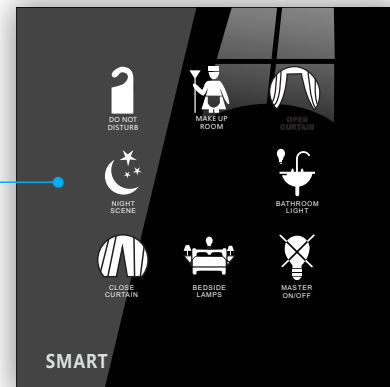 DO NOT
DISTURB
MAKE UP
ROOM
OPEN
CURTAIN
NIGHT
SCENE
BATHROOM
LIGHT
CLOSE
CURTAIN
BEDSIDE
LAMPS
MASTER
ON/OFF
SMART